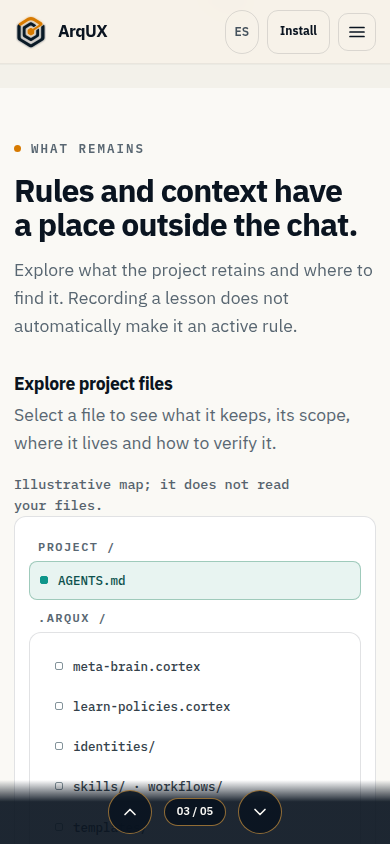 ArqUX
ES
Install
WHAT REMAINS
Rules and context have
a place outside the chat.
Explore what the project retains and where to
find it. Recording a lesson does not
automatically make it an active rule.
Explore project files
Select a file to see what it keeps, its scope,
where it lives and how to verify it.
Illustrative map; it does not read
your files.
PROJECT /
AGENTS.md
.ARQUX /
meta-brain.cortex
learn-policies.cortex
identities/
skills/ · workflows/
03 / 05